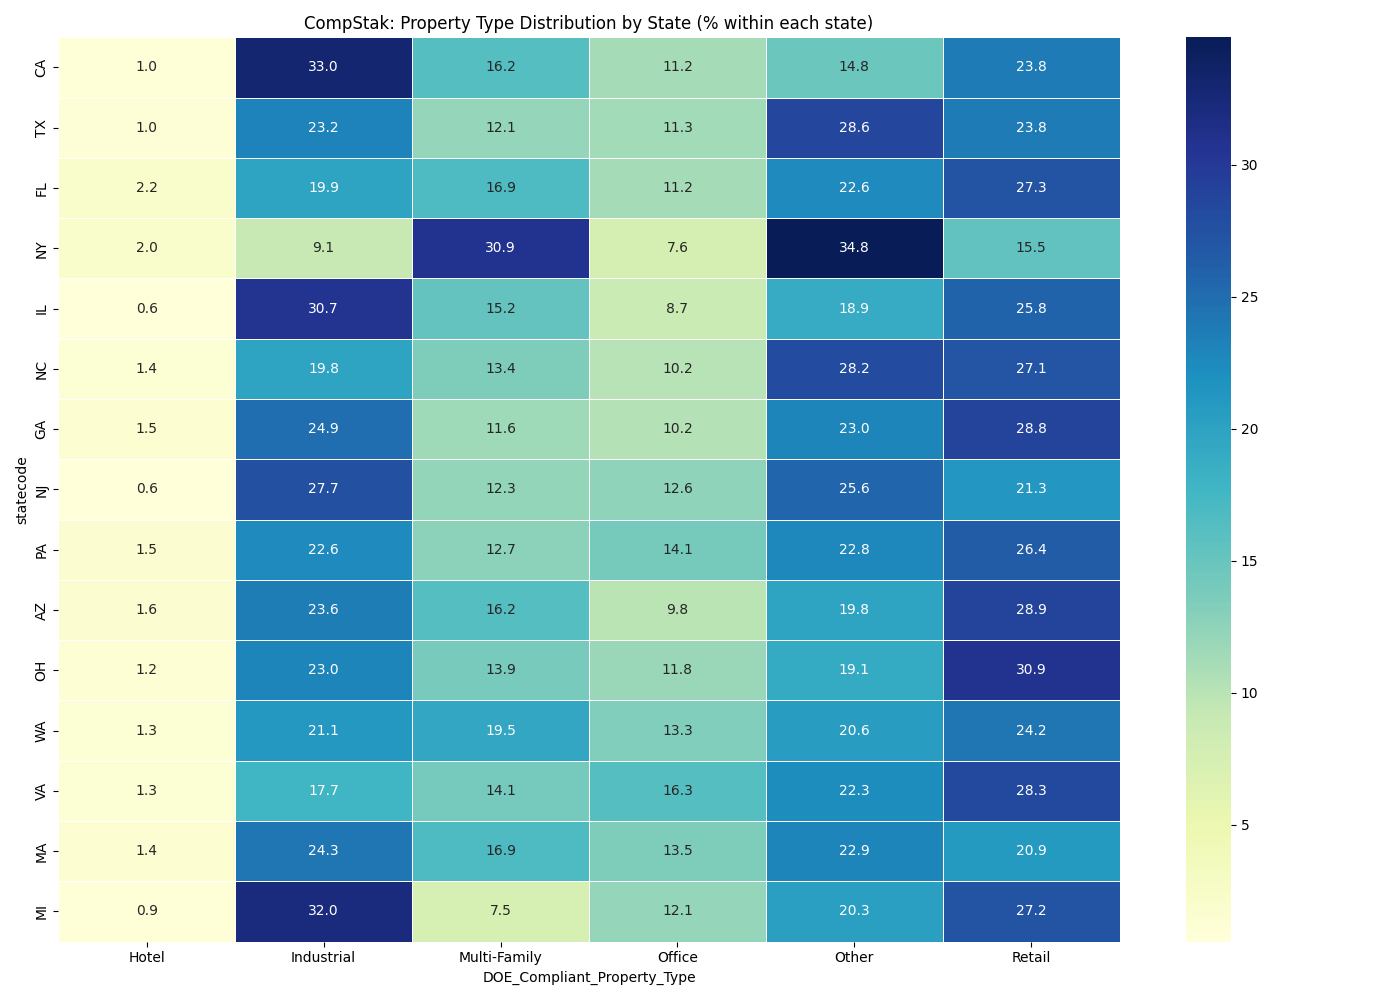 CompStak: Property Type Distribution by State (% within each state)
CA 1.0 33.0 16.2 11.2 14.8 23.8
TX 1.0 23.2 12.1 11.3 28.6 23.8
FL 2.2 19.9 16.9 11.2 22.6 27.3
NY 2.0 9.1 30.9 7.6 34.8 15.5
IL 0.6 30.7 15.2 8.7 18.9 25.8
NC 1.4 19.8 13.4 10.2 28.2 27.1
GA 1.5 24.9 11.6 10.2 23.0 28.8
NJ 0.6 27.7 12.3 12.6 25.6 21.3
PA 1.5 22.6 12.7 14.1 22.8 26.4
AZ 1.6 23.6 16.2 9.8 19.8 28.9
OH 1.2 23.0 13.9 11.8 19.1 30.9
WA 1.3 21.1 19.5 13.3 20.6 24.2
VA 1.3 17.7 14.1 16.3 22.3 28.3
MA 1.4 24.3 16.9 13.5 22.9 20.9
MI 0.9 32.0 7.5 12.1 20.3 27.2
statecode
Hotel Industrial Multi-Family Office Other Retail
DOE_Compliant_Property_Type
30
25
20
15
10
5